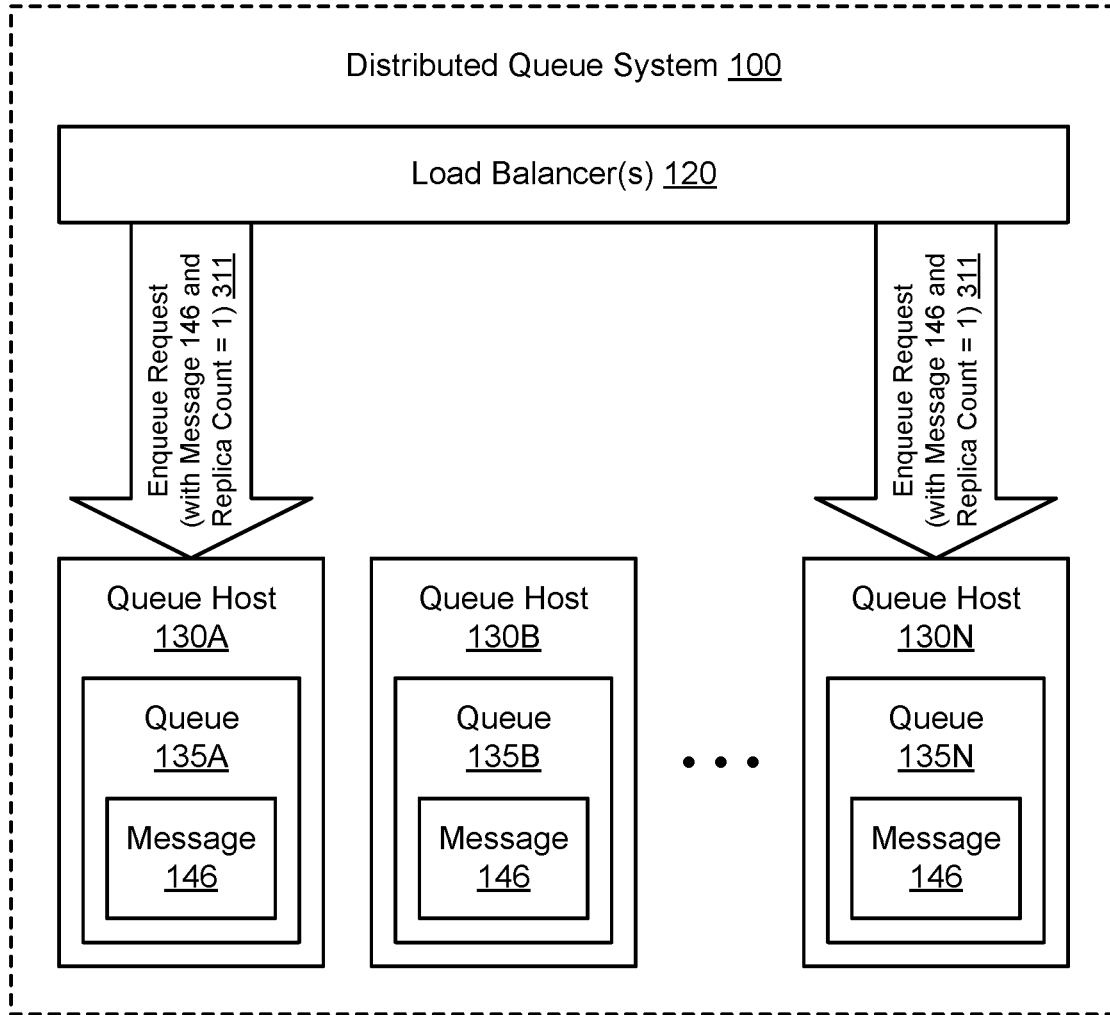 Distributed Queue System 100
Load Balancer(s) 120
Enqueue Request
(with Message 146 and
Replica Count = 1) 311
Enqueue Request
(with Message 146 and
Replica Count = 1) 311
Queue Host
130A
Queue
135A
Message
146
Queue Host
130B
Queue
135B
Message
146
• • •
Queue Host
130N
Queue
135N
Message
146